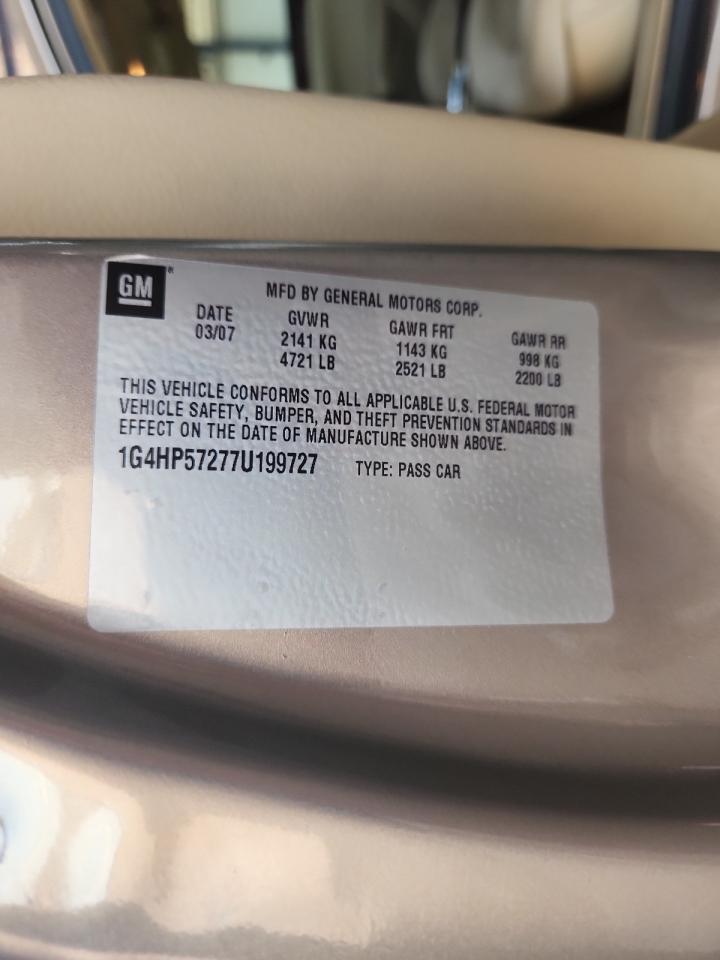 GM®
MFD BY GENERAL MOTORS CORP.
DATE GVWR GAWR FRT GAWR RR
03/07 2141 KG 1143 KG 998 KG
4721 LB 2521 LB 2200 LB
THIS VEHICLE CONFORMS TO ALL APPLICABLE U.S. FEDERAL MOTOR
VEHICLE SAFETY, BUMPER, AND THEFT PREVENTION STANDARDS IN
EFFECT ON THE DATE OF MANUFACTURE SHOWN ABOVE.
1G4HP57277U199727 TYPE: PASS CAR